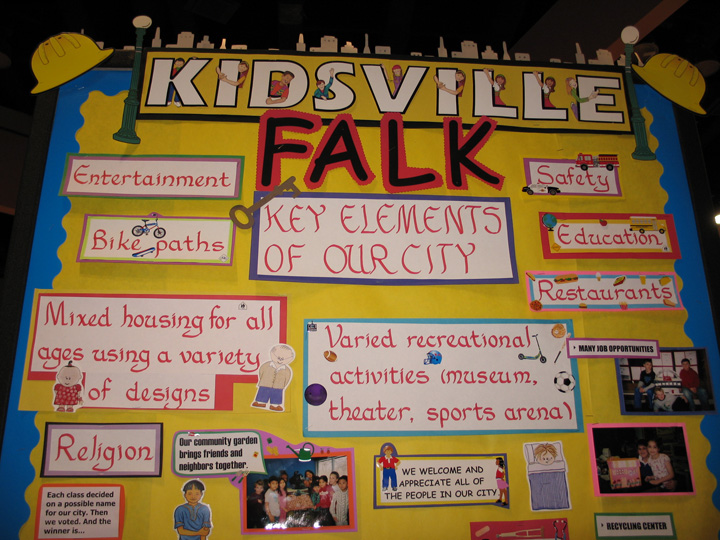 KIDSVILLE
FALK
Entertainment
Safety
Bike paths
KEY ELEMENTS
OF OUR CITY
Education
Restaurants
Mixed housing for all
ages using a variety
of designs
Varied recreational
activities (museum,
theater, sports arena)
MANY JOB OPPORTUNITIES
Religion
Our community garden
brings friends and
neighbors together.
WE WELCOME AND
APPRECIATE ALL OF
THE PEOPLE IN OUR CITY
Each class decided
on a possible name
for our city. Then
we voted. And the
winner is...
RECYCLING CENTER